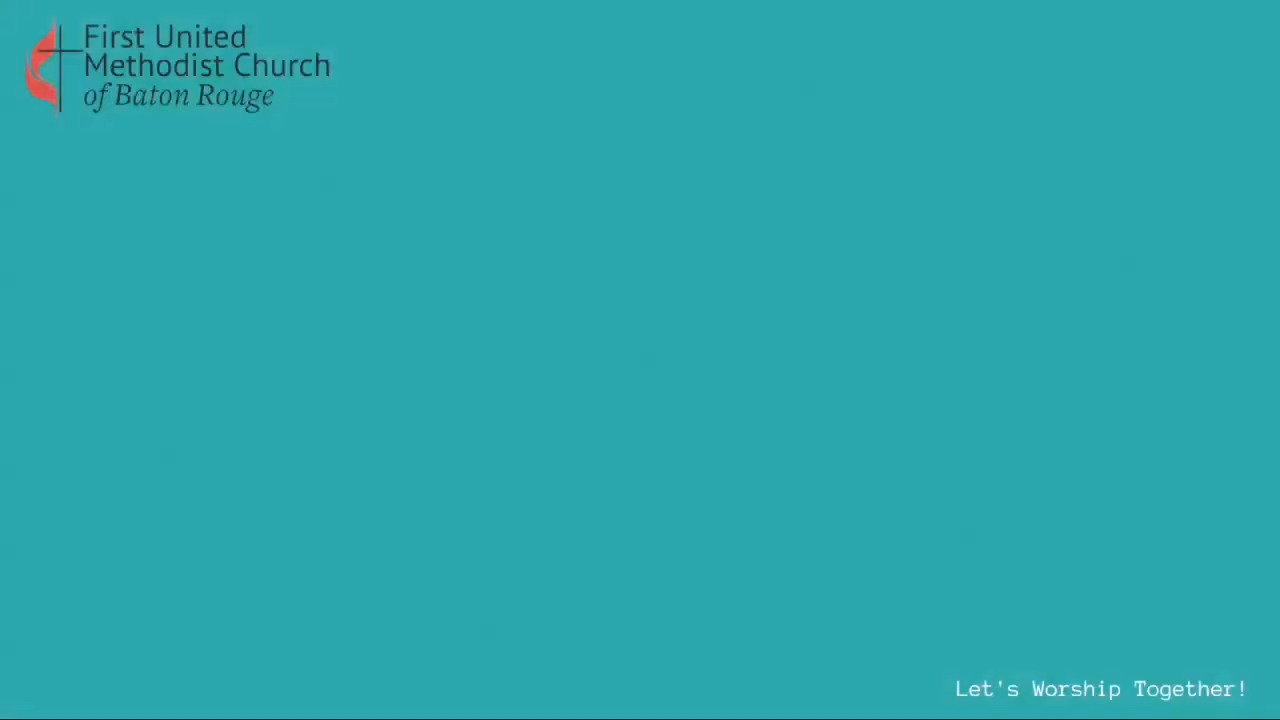 First United
Methodist Church
of Baton Rouge
Let's Worship Together!